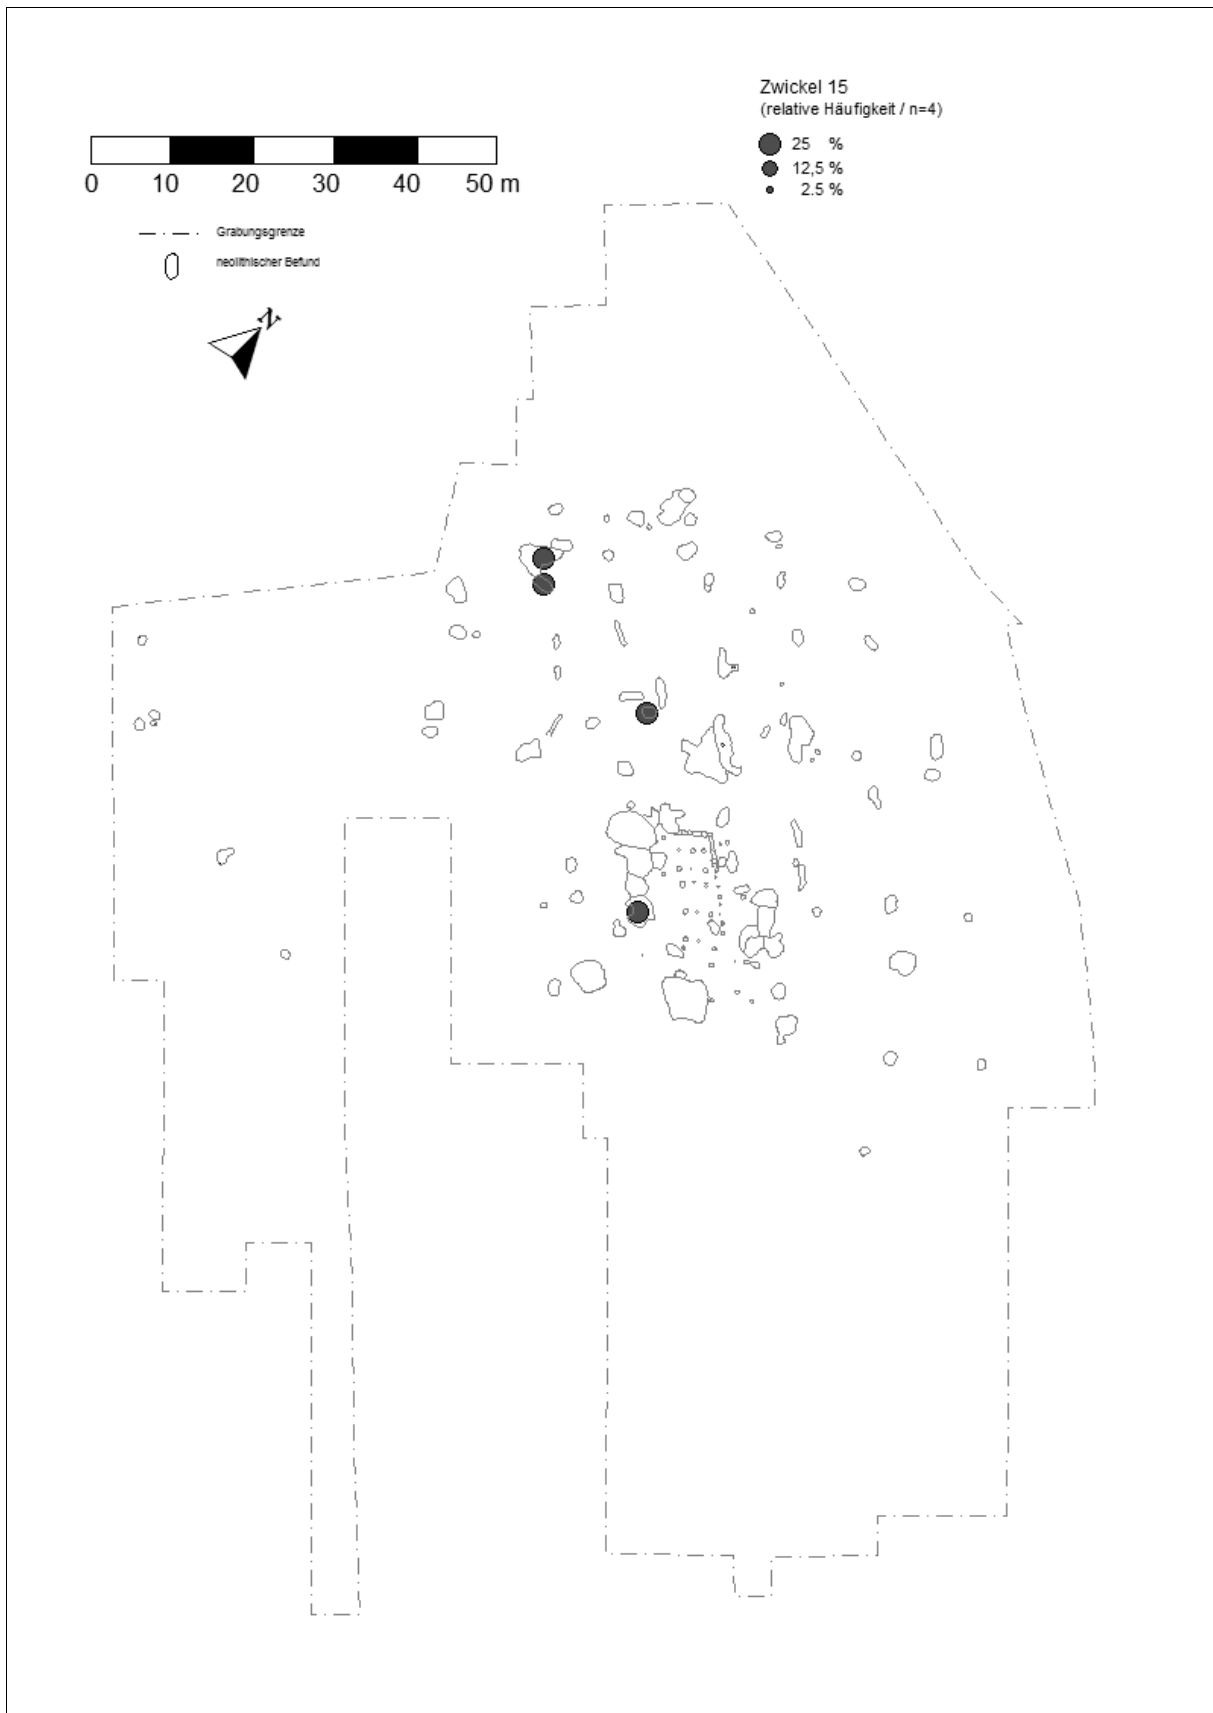 Zwickel 15
(relative Häufigkeit / n=4)
25 %
12,5 %
2.5 %
0 10 20 30 40 50 m
Grabungsgrenze
neolithischer Befund
N